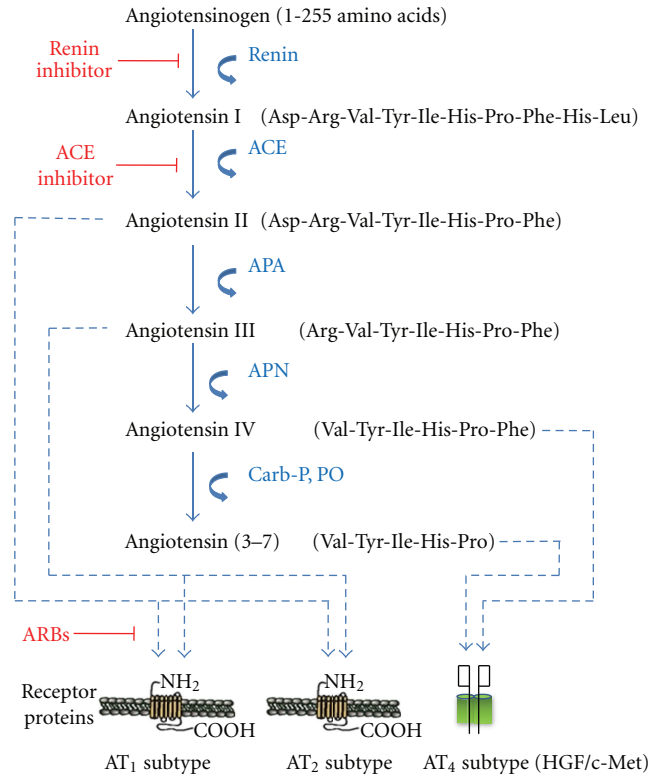 Angiotensinogen (1-255 amino acids)
Renin
inhibitor
Renin
Angiotensin I (Asp-Arg-Val-Tyr-Ile-His-Pro-Phe-His-Leu)
ACE
inhibitor
ACE
Angiotensin II (Asp-Arg-Val-Tyr-Ile-His-Pro-Phe)
APA
Angiotensin III (Arg-Val-Tyr-Ile-His-Pro-Phe)
APN
Angiotensin IV (Val-Tyr-Ile-His-Pro-Phe)
Carb-P, PO
Angiotensin (3–7) (Val-Tyr-Ile-His-Pro)
ARBs
Receptor
proteins
NH₂
COOH
NH₂
COOH
AT₁ subtype
AT₂ subtype
AT₄ subtype (HGF/c-Met)